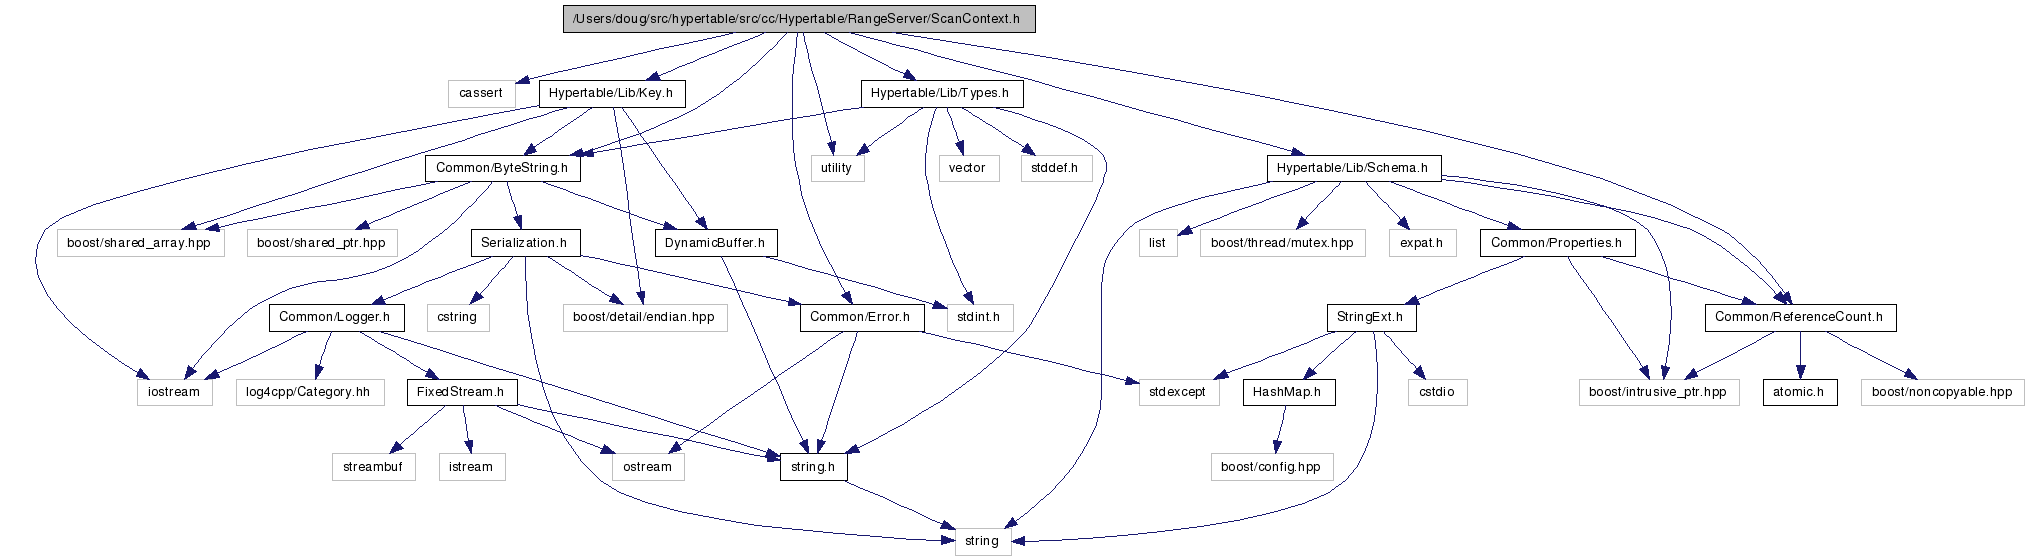 /Users/doug/src/hypertable/src/cc/Hypertable/RangeServer/ScanContext.h
cassert
Hypertable/Lib/Key.h
Hypertable/Lib/Types.h
Common/ByteString.h
utility
vector
stddef.h
Hypertable/Lib/Schema.h
boost/shared_array.hpp
boost/shared_ptr.hpp
Serialization.h
DynamicBuffer.h
list
boost/thread/mutex.hpp
expat.h
Common/Properties.h
Common/Logger.h
cstring
boost/detail/endian.hpp
Common/Error.h
stdint.h
StringExt.h
Common/ReferenceCount.h
iostream
log4cpp/Category.hh
FixedStream.h
stdexcept
HashMap.h
cstdio
boost/intrusive_ptr.hpp
atomic.h
boost/noncopyable.hpp
streambuf
istream
ostream
string.h
boost/config.hpp
string